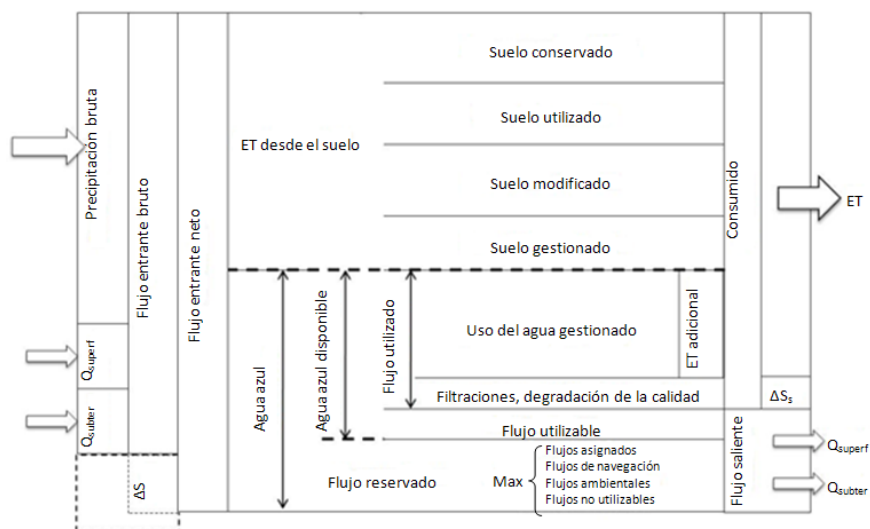 Precipitación bruta
Q superf
Q subter
Flujo entrante bruto
ΔS
Flujo entrante neto
ET desde el suelo
Suelo conservado
Suelo utilizado
Suelo modificado
Suelo gestionado
Agua azul
Agua azul disponible
Flujo utilizado
Uso del agua gestionado
ET adicional
Filtraciones, degradación de la calidad
Flujo utilizable
Flujo reservado
Max
Flujos asignados
Flujos de navegación
Flujos ambientales
Flujos no utilizables
Consumido
Flujo saliente
ΔSs
ET
Qsuperf
Qsubter